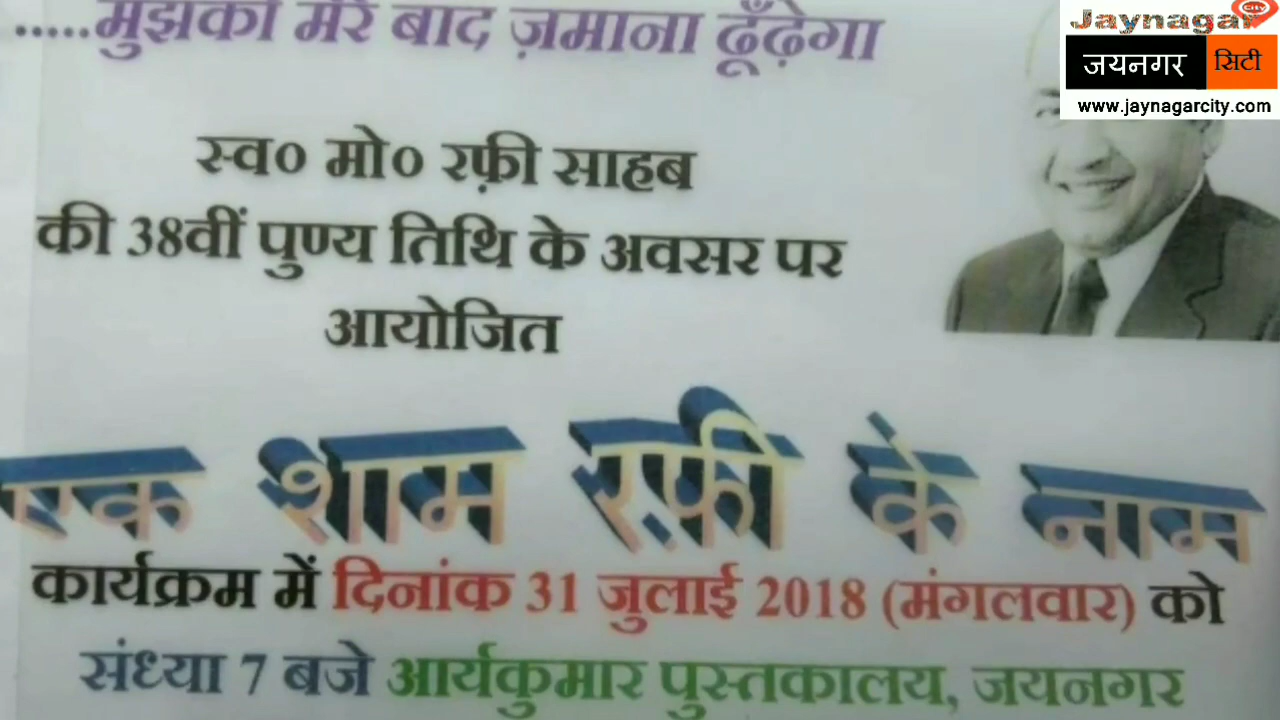 .....मुझको मेरे बाद ज़माना ढूँढ़ेगा
Jaynagar City
जयनगर सिटी
www.jaynagarcity.com
स्व० मो० रफ़ी साहब
की 38वीं पुण्य तिथि के अवसर पर
आयोजित
एक शाम रफ़ी के नाम
कार्यक्रम में दिनांक 31 जुलाई 2018 (मंगलवार) को
संध्या 7 बजे आर्यकुमार पुस्तकालय, जयनगर